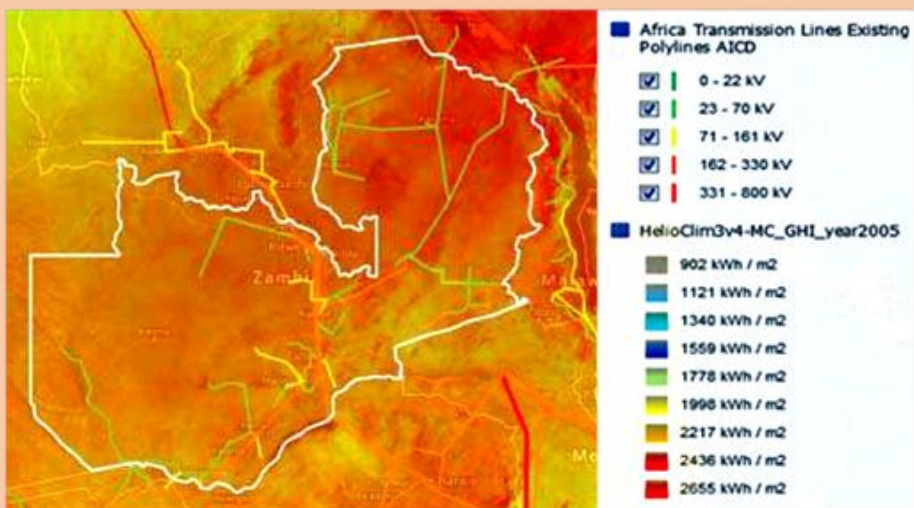 Africa Transmission Lines Existing
Polylines AICD
0 - 22 kV
23 - 70 kV
71 - 161 kV
162 - 330 kV
331 - 800 kV
HelioClim3v4-MC_GHI_year2005
902 kWh / m2
1121 kWh / m2
1340 kWh / m2
1559 kWh / m2
1778 kWh / m2
1998 kWh / m2
2217 kWh / m2
2436 kWh / m2
2655 kWh / m2
Zambi